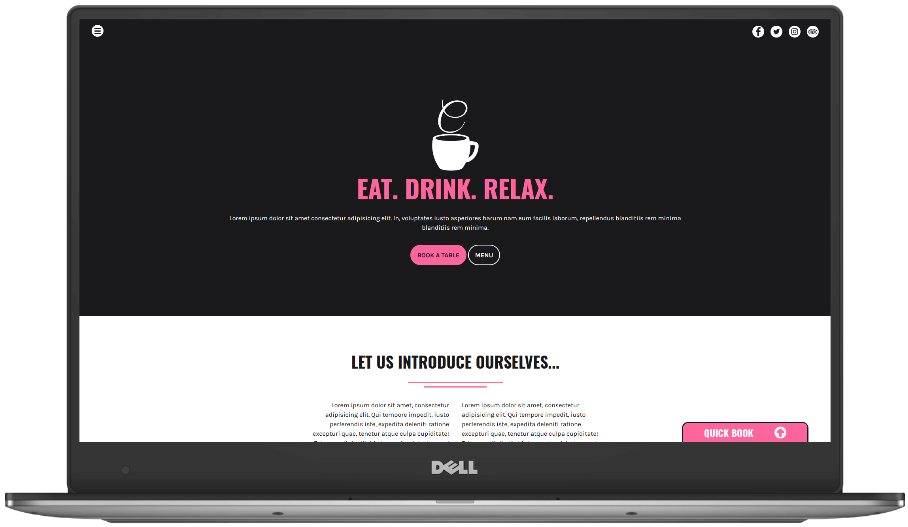 EAT. DRINK. RELAX.
Lorem ipsum dolor sit amet consectetur adipisicing elit. In, voluptates iusto asperiores harum nam eum facilis laborum, repellendus blanditiis rem minima
blanditiis rem minima.
BOOK A TABLE
MENU
LET US INTRODUCE OURSELVES...
Lorem ipsum dolor sit amet, consectetur
adipisicing elit. Qui tempore impedit, iusto
perferendis iste, expedita deleniti ratione
excepturi quae, tenetur atque culpa cupiditate!
Lorem ipsum dolor sit amet, consectetur
adipisicing elit. Qui tempore impedit, iusto
perferendis iste, expedita deleniti ratione
excepturi quae, tenetur atque culpa cupiditate!
QUICK BOOK
DELL